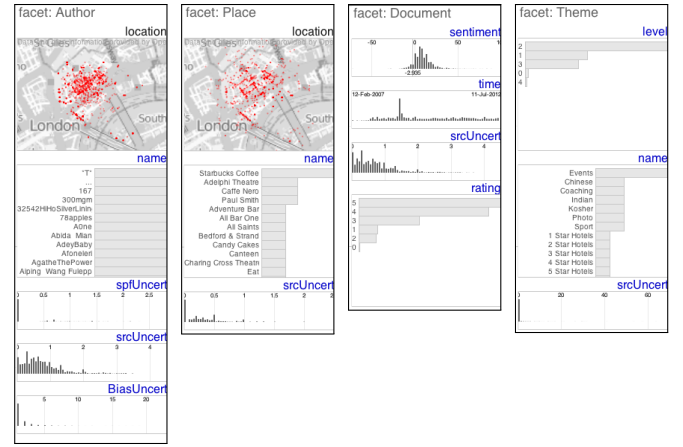 facet: Author
location
London
South
name
"T"
...
167
300mgm
32542HiHoSilverLinin
78apples
A0ne
Abida Mian
AdeyBaby
Afoneleri
AgatheThePower
Aiping Wang Fulepp
spfUncert
0.5 1 1.5 2 2.5
srcUncert
1 2 3 4
BiasUncert
5 10 15 20
facet: Place
location
London
South
name
Starbucks Coffee
Adelphi Theatre
Caffe Nero
Paul Smith
Adventure Bar
All Bar One
All Saints
Bedford & Strand
Candy Cakes
Canteen
Charing Cross Theatr
Eat
srcUncert
0.5 1 1.5 2
facet: Document
sentiment
-50 0 50
-2.935
time
12-Feb-2007 11-Jul-2012
srcUncert
1 2 3 4
rating
5
4
3
1
2
0
facet: Theme
level
2
1
3
0
4
name
Events
Chinese
Coaching
Indian
Kosher
Photo
Sport
1 Star Hotels
2 Star Hotels
3 Star Hotels
4 Star Hotels
5 Star Hotels
srcUncert
20 40 60